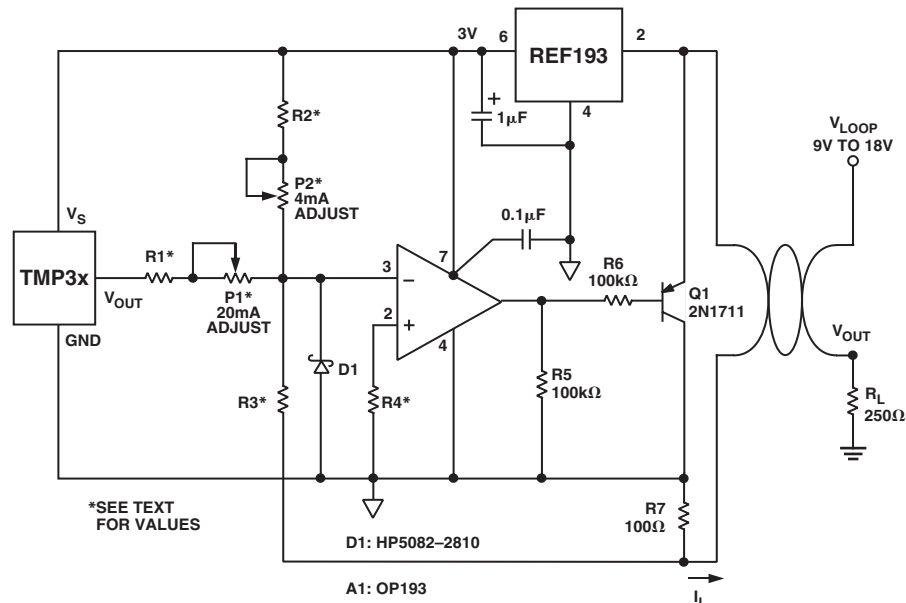 3V
6
REF193
2
4
R2*
+
1µF
V_LOOP
9V TO 18V
P2*
4mA
ADJUST
V_S
TMP3x
R1*
V_OUT
P1*
20mA
ADJUST
GND
0.1µF
7
3
−
2
+
4
R6
100kΩ
Q1
2N1711
V_OUT
D1
R3*
R4*
R5
100kΩ
R_L
250Ω
*SEE TEXT
FOR VALUES
R7
100Ω
D1: HP5082–2810
A1: OP193
I_L